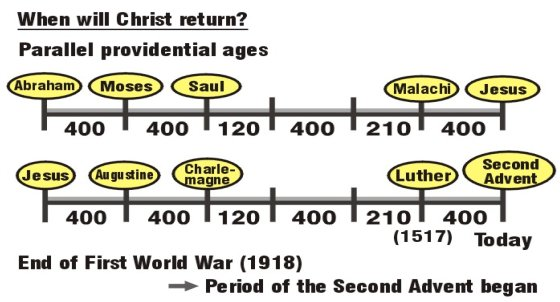 When will Christ return?
Parallel providential ages
Abraham Moses Saul Malachi Jesus
400 400 120 400 210 400
Jesus Augustine Charle-
magne Luther Second
Advent
400 400 120 400 210 400
(1517) Today
End of First World War (1918)
→ Period of the Second Advent began